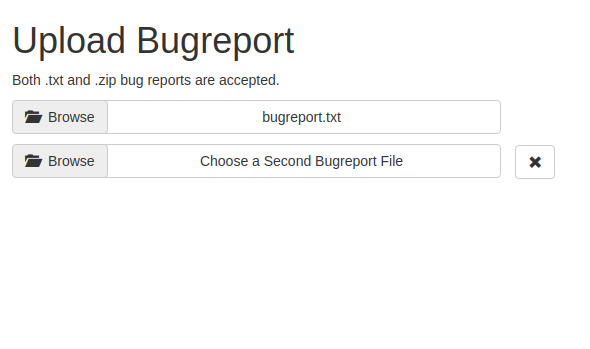 Upload Bugreport
Both .txt and .zip bug reports are accepted.
Browse bugreport.txt
Browse Choose a Second Bugreport File